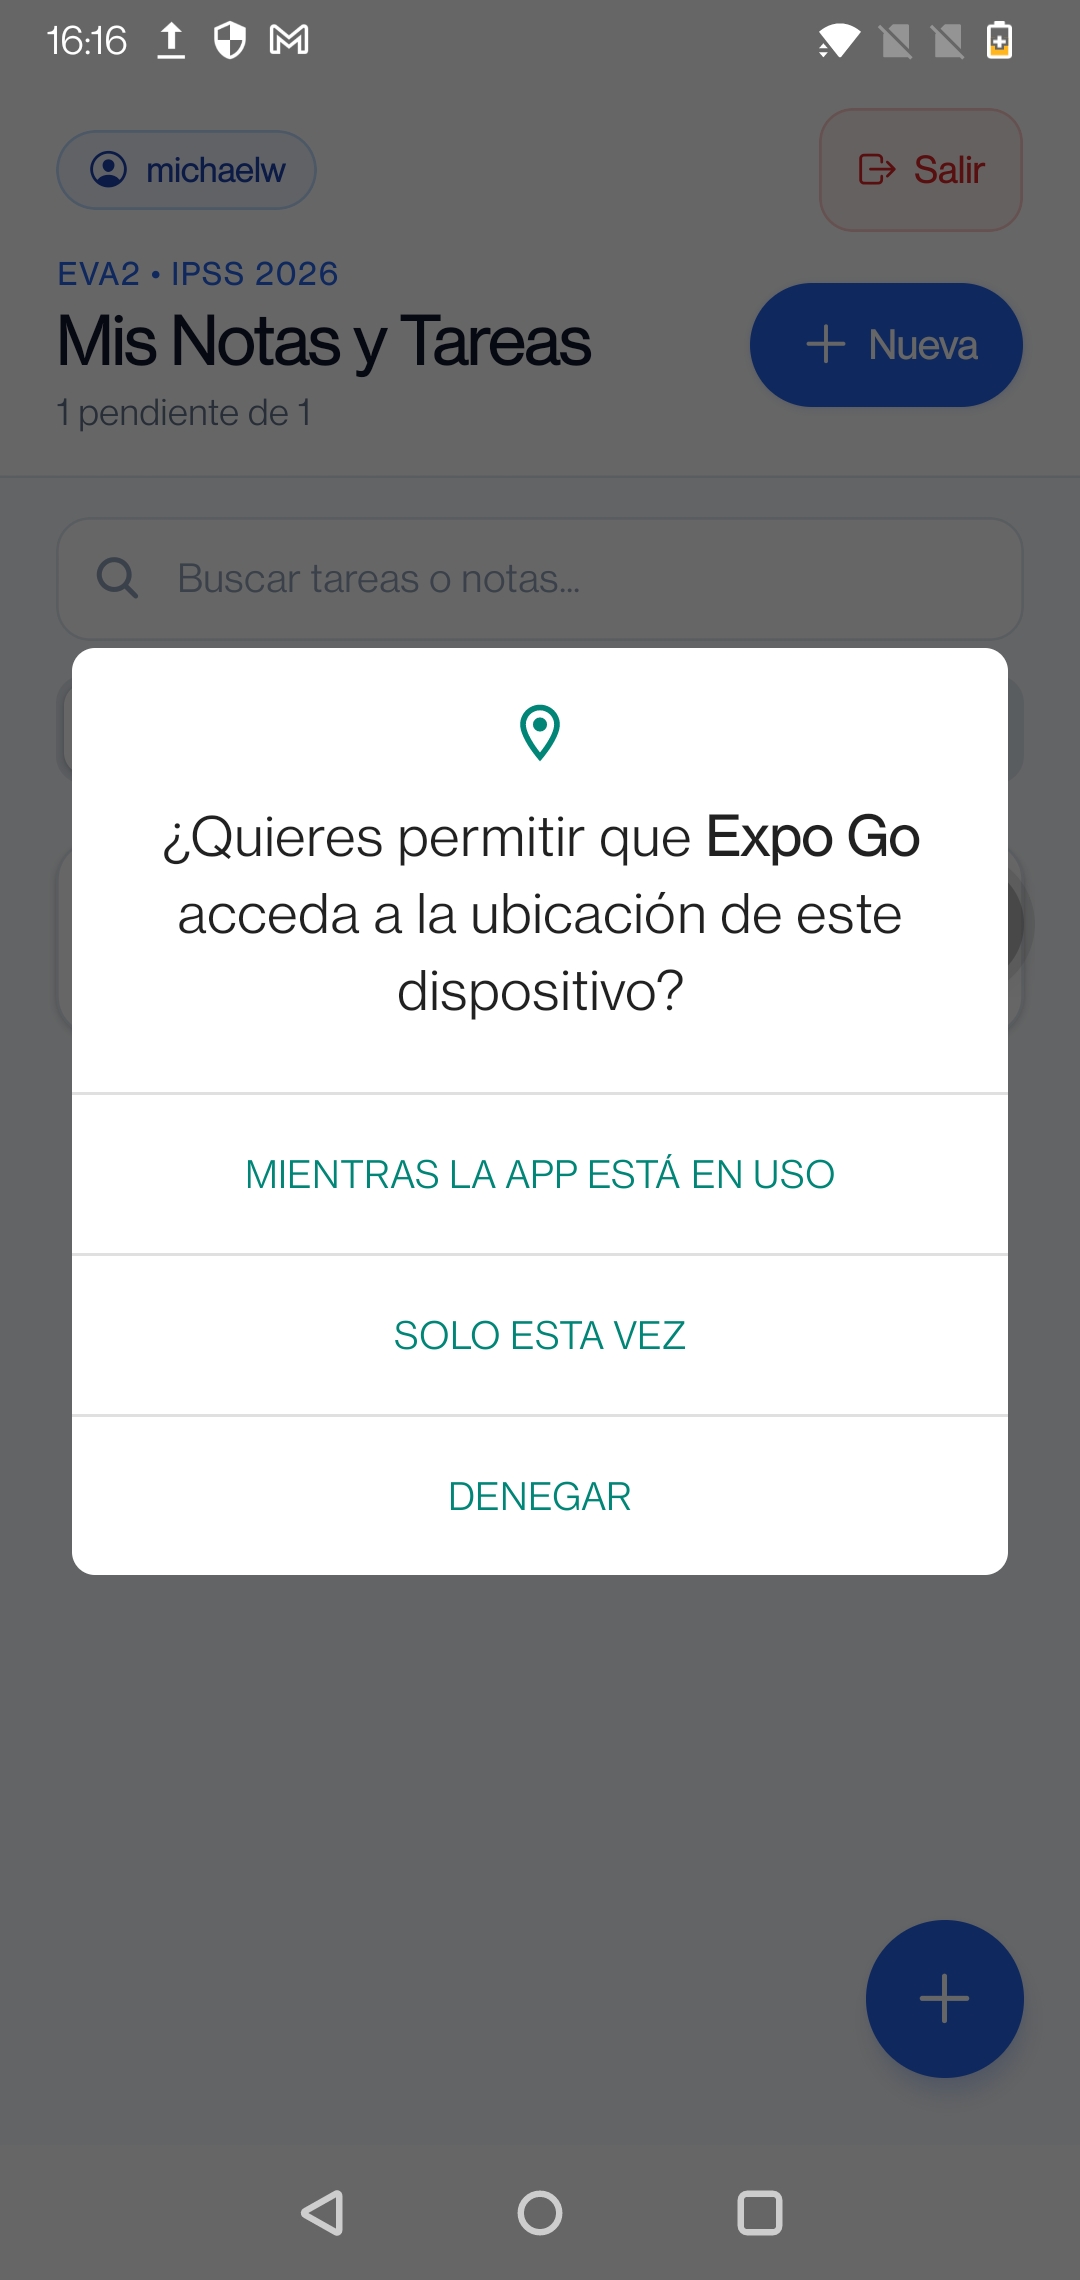 16:16
michaelw
Salir
EVA2 • IPSS 2026
Mis Notas y Tareas
Nueva
1 pendiente de 1
Buscar tareas o notas...
¿Quieres permitir que Expo Go
acceda a la ubicación de este
dispositivo?
MIENTRAS LA APP ESTÁ EN USO
SOLO ESTA VEZ
DENEGAR